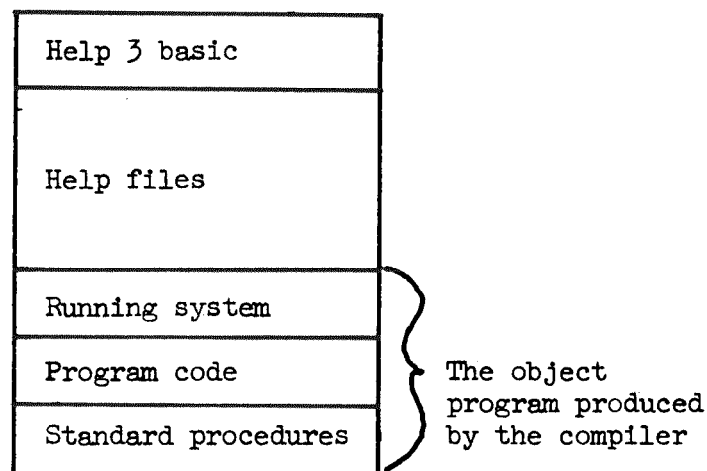 Help 3 basic
Help files
Running system
Program code
Standard procedures
The object
program produced
by the compiler